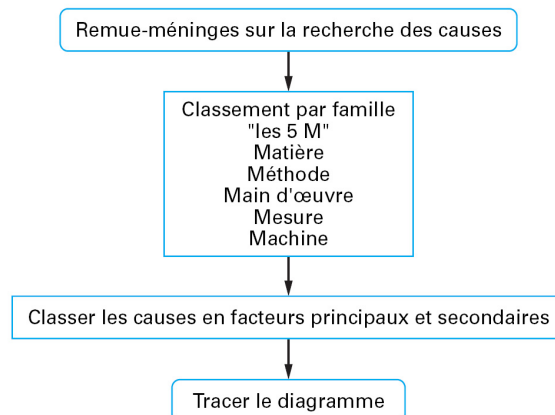 Remue-méninges sur la recherche des causes
Classement par famille
"les 5 M"
Matière
Méthode
Main d'œuvre
Mesure
Machine
Classer les causes en facteurs principaux et secondaires
Tracer le diagramme